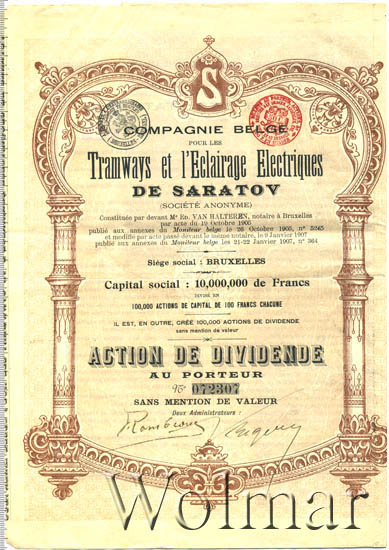 S
COMPAGNIE BELGE
POUR LES
Tramways et l'Eclairage Electriques
DE SARATOV
(SOCIÉTÉ ANONYME)
Constituée par devant Me ED. VAN HALTEREN, notaire à Bruxelles
par acte du 19 Octobre 1905
publié aux annexes du Moniteur belge le 26 Octobre 1905, n° 5245
et modifié par acte passé devant le même notaire, le 9 Janvier 1907
publié aux annexes du Moniteur belge les 21-22 Janvier 1907, n° 364
Siége social : BRUXELLES
Capital social : 10,000,000 de Francs
DIVISÉ EN
100,000 ACTIONS DE CAPITAL DE 100 FRANCS CHACUNE
IL EST, EN OUTRE, CRÉÉ 100,000 ACTIONS DE DIVIDENDE
sans mention de valeur
ACTION DE DIVIDENDE
AU PORTEUR
N° 072307
SANS MENTION DE VALEUR
Deux Administrateurs :
Wolmar